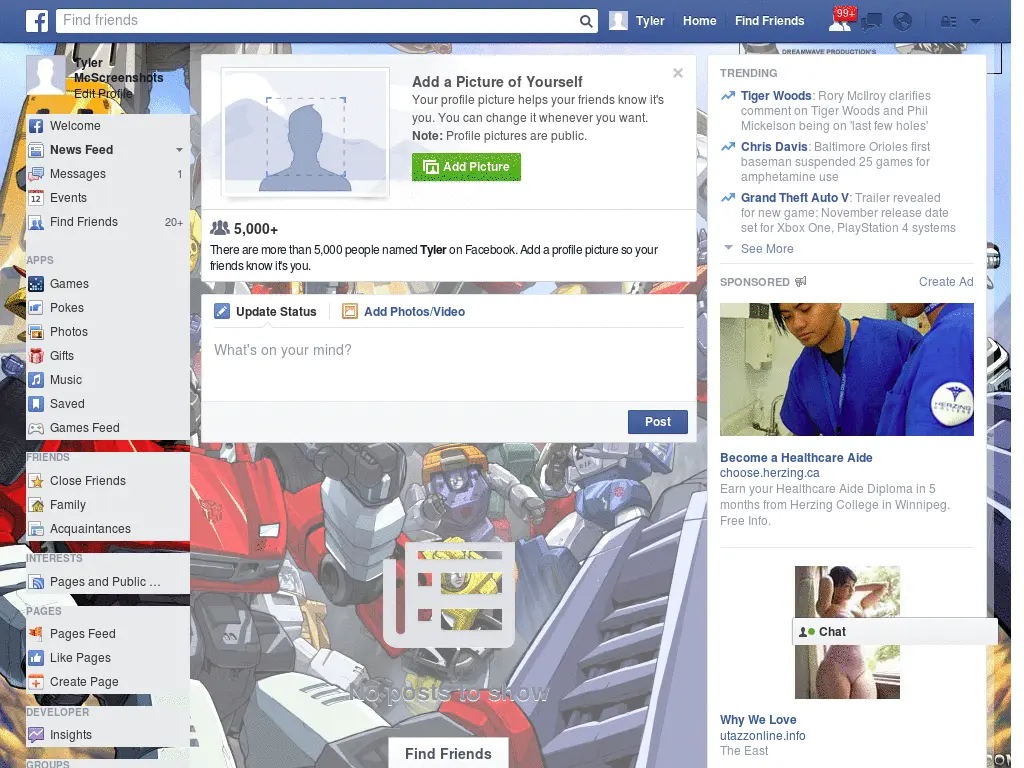 Find friends
Tyler
Home
Find Friends
99+
DREAMWAVE PRODUCTION'S
Tyler
McScreenshots
Edit Profile
Welcome
News Feed
Messages 1
Events
Find Friends 20+
APPS
Games
Pokes
Photos
Gifts
Music
Saved
Games Feed
FRIENDS
Close Friends
Family
Acquaintances
INTERESTS
Pages and Public ...
PAGES
Pages Feed
Like Pages
Create Page
DEVELOPER
Insights
GROUPS
Add a Picture of Yourself
Your profile picture helps your friends know it's
you. You can change it whenever you want.
Note: Profile pictures are public.
Add Picture
5,000+
There are more than 5,000 people named Tyler on Facebook. Add a profile picture so your
friends know it's you.
Update Status
Add Photos/Video
What's on your mind?
Post
No posts to show
Find Friends
TRENDING
Tiger Woods: Rory McIlroy clarifies
comment on Tiger Woods and Phil
Mickelson being on 'last few holes'
Chris Davis: Baltimore Orioles first
baseman suspended 25 games for
amphetamine use
Grand Theft Auto V: Trailer revealed
for new game; November release date
set for Xbox One, PlayStation 4 systems
See More
SPONSORED
Create Ad
HERZING
COLLEGE
Become a Healthcare Aide
choose.herzing.ca
Earn your Healthcare Aide Diploma in 5
months from Herzing College in Winnipeg.
Free Info.
Chat
Why We Love
utazzonline.info
The East